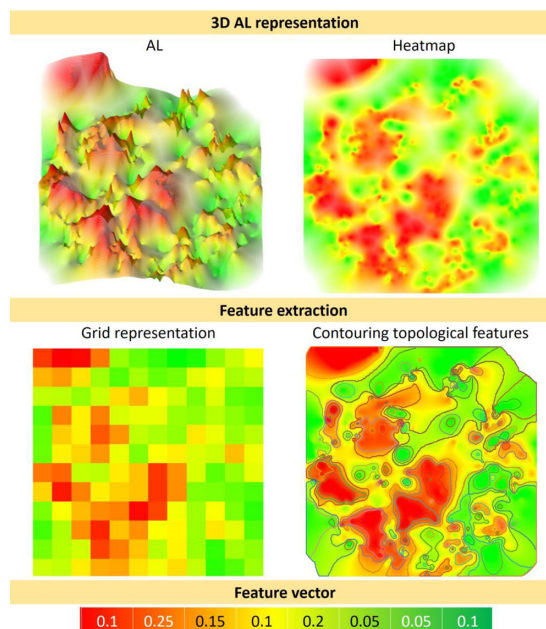 3D AL representation
AL Heatmap
Feature extraction
Grid representation Contouring topological features
Feature vector
0.1 0.25 0.15 0.1 0.2 0.05 0.05 0.1